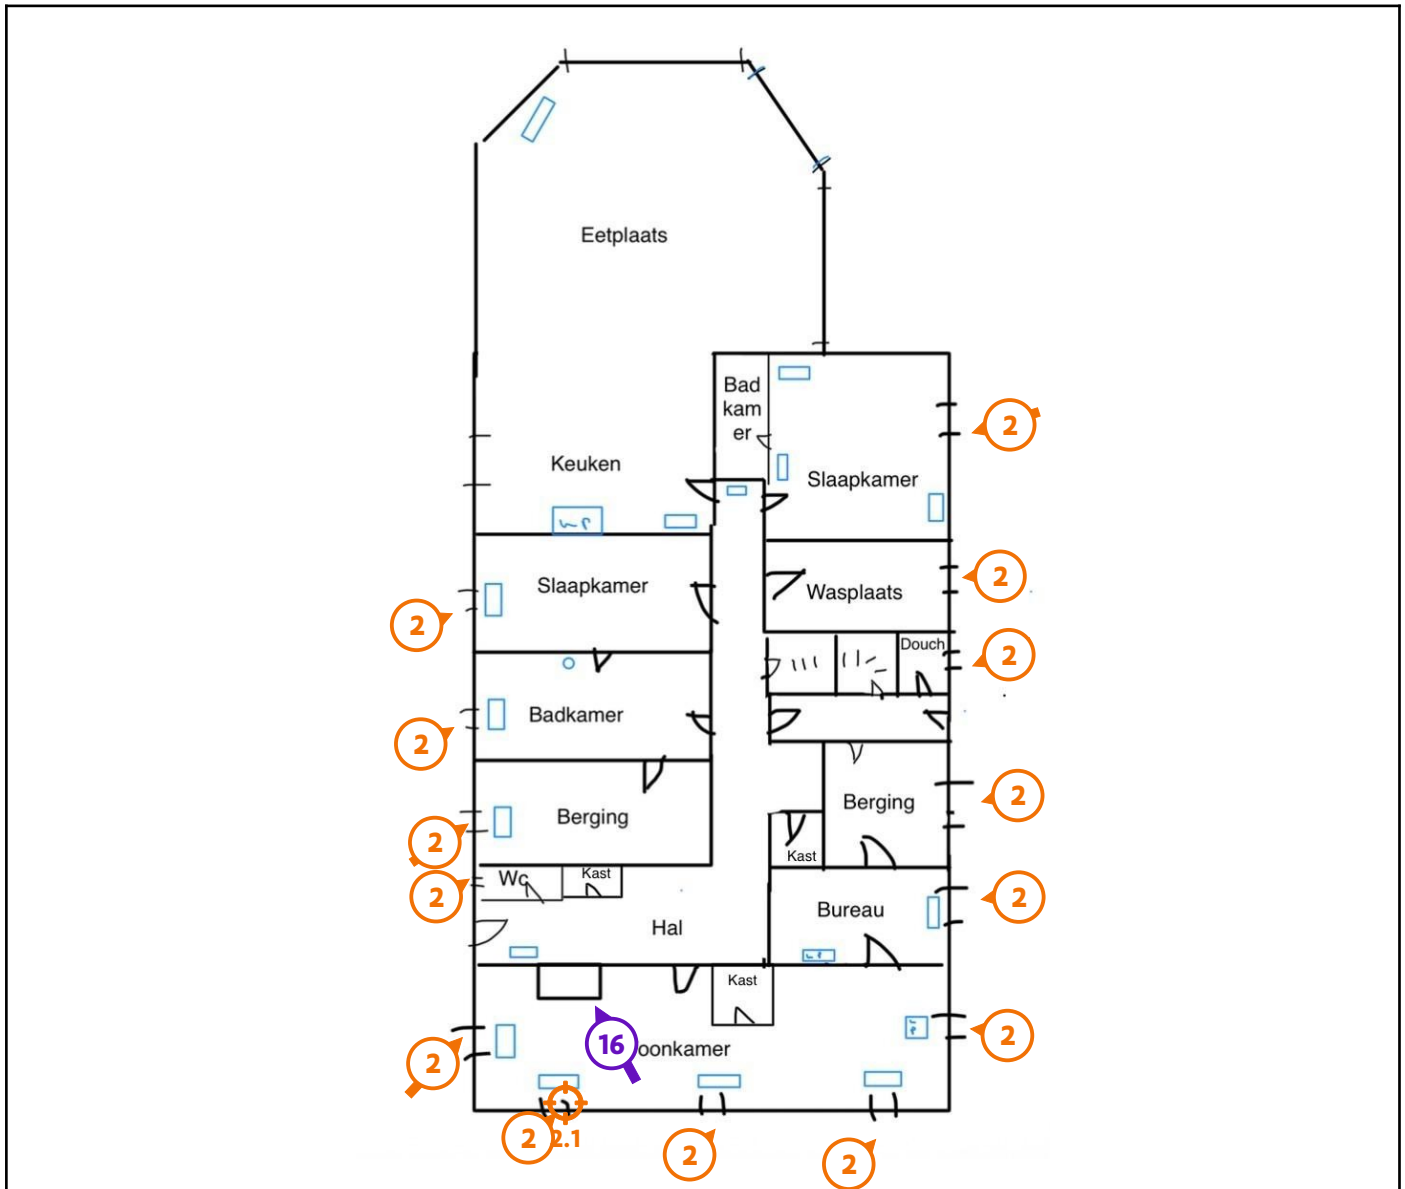 Eetplaats
Bad
kam
er
2
Keuken
Slaapkamer
Slaapkamer
Wasplaats
2
2
Douch
2
Badkamer
2
Berging
2
Berging
2
Kast
Wc
Kast
2
2
Bureau
Hal
Kast
16
oonkamer
2
2
2
2.1
2
2